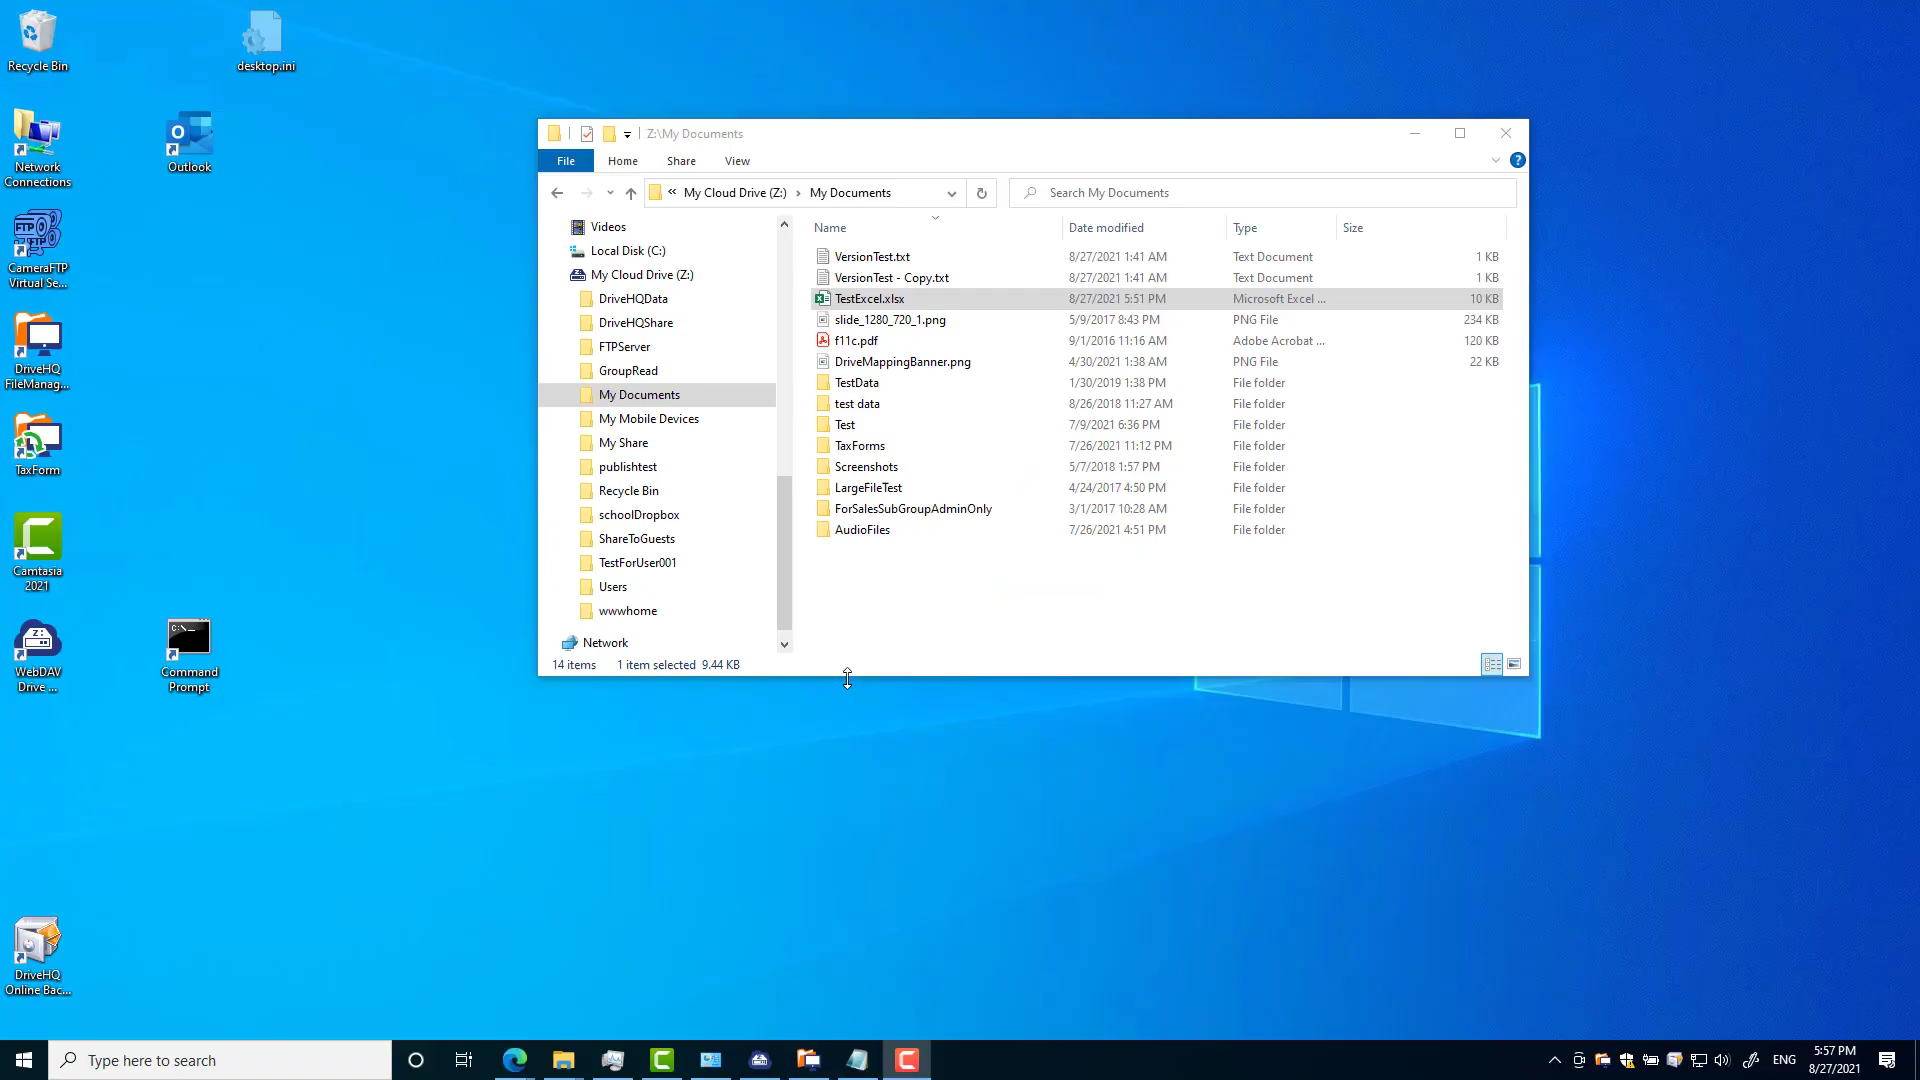 Recycle Bin
desktop.ini
Network
Connections
Outlook
FTP
FTP
CameraFTP
Virtual Se...
DriveHQ
FileManag...
TaxForm
Camtasia
2021
Z:
WebDAV
Drive ...
C:\_
Command
Prompt
DriveHQ
Online Bac...
Z:\My Documents
File
Home
Share
View
« My Cloud Drive (Z:) › My Documents
Search My Documents
Videos
Local Disk (C:)
My Cloud Drive (Z:)
DriveHQData
DriveHQShare
FTPServer
GroupRead
My Documents
My Mobile Devices
My Share
publishtest
Recycle Bin
schoolDropbox
ShareToGuests
TestForUser001
Users
wwwhome
Network
Name Date modified Type Size
VersionTest.txt 8/27/2021 1:41 AM Text Document 1 KB
VersionTest - Copy.txt 8/27/2021 1:41 AM Text Document 1 KB
TestExcel.xlsx 8/27/2021 5:51 PM Microsoft Excel ... 10 KB
slide_1280_720_1.png 5/9/2017 8:43 PM PNG File 234 KB
f11c.pdf 9/1/2016 11:16 AM Adobe Acrobat ... 120 KB
DriveMappingBanner.png 4/30/2021 1:38 AM PNG File 22 KB
TestData 1/30/2019 1:38 PM File folder
test data 8/26/2018 11:27 AM File folder
Test 7/9/2021 6:36 PM File folder
TaxForms 7/26/2021 11:12 PM File folder
Screenshots 5/7/2018 1:57 PM File folder
LargeFileTest 4/24/2017 4:50 PM File folder
ForSalesSubGroupAdminOnly 3/1/2017 10:28 AM File folder
AudioFiles 7/26/2021 4:51 PM File folder
14 items 1 item selected 9.44 KB
Type here to search
ENG
5:57 PM
8/27/2021